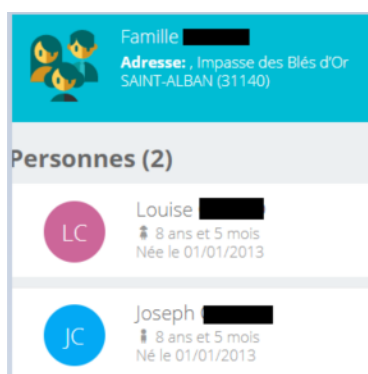 Famille
Adresse: , Impasse des Blés d'Or
SAINT-ALBAN (31140)
Personnes (2)
LC
Louise
8 ans et 5 mois
Née le 01/01/2013
JC
Joseph
8 ans et 5 mois
Né le 01/01/2013